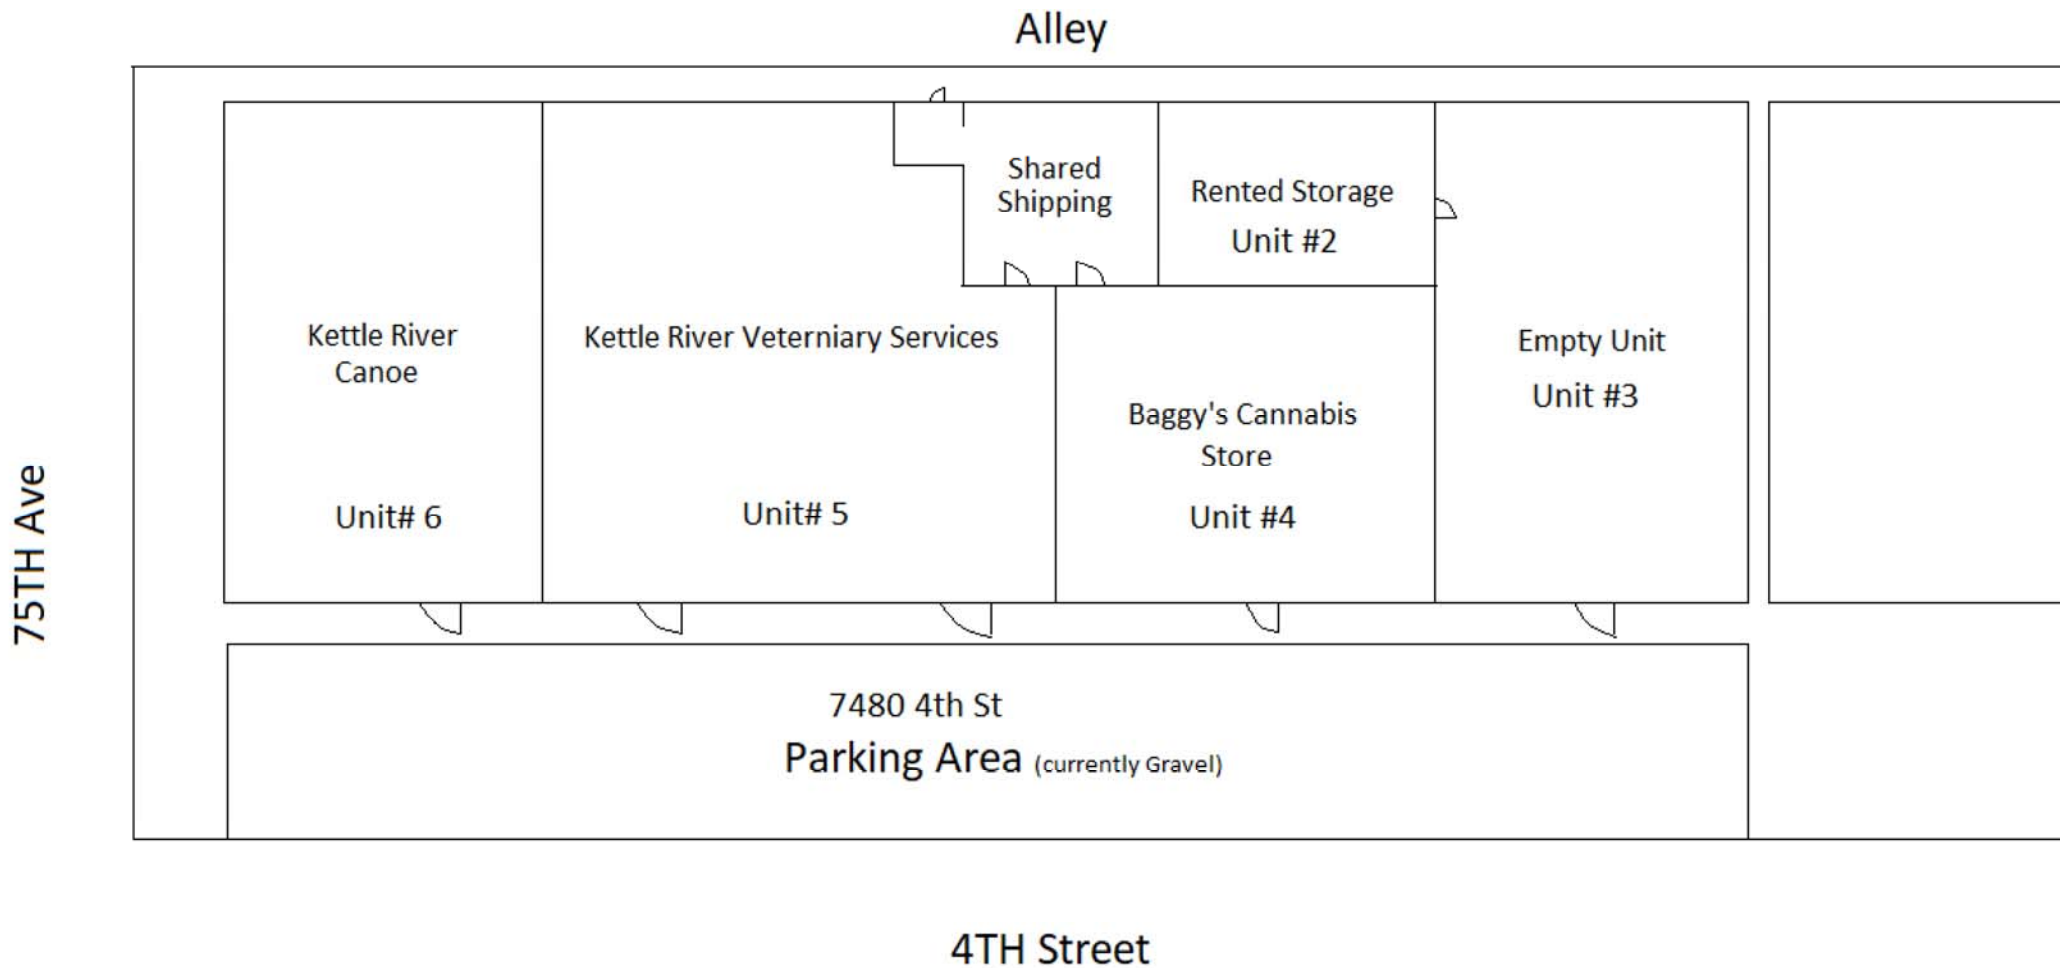 Alley
Shared
Shipping
Rented Storage
Unit #2
Kettle River
Canoe
Unit# 6
Kettle River Veterniary Services
Unit# 5
Baggy's Cannabis
Store
Unit #4
Empty Unit
Unit #3
75TH Ave
7480 4th St
Parking Area (currently Gravel)
4TH Street